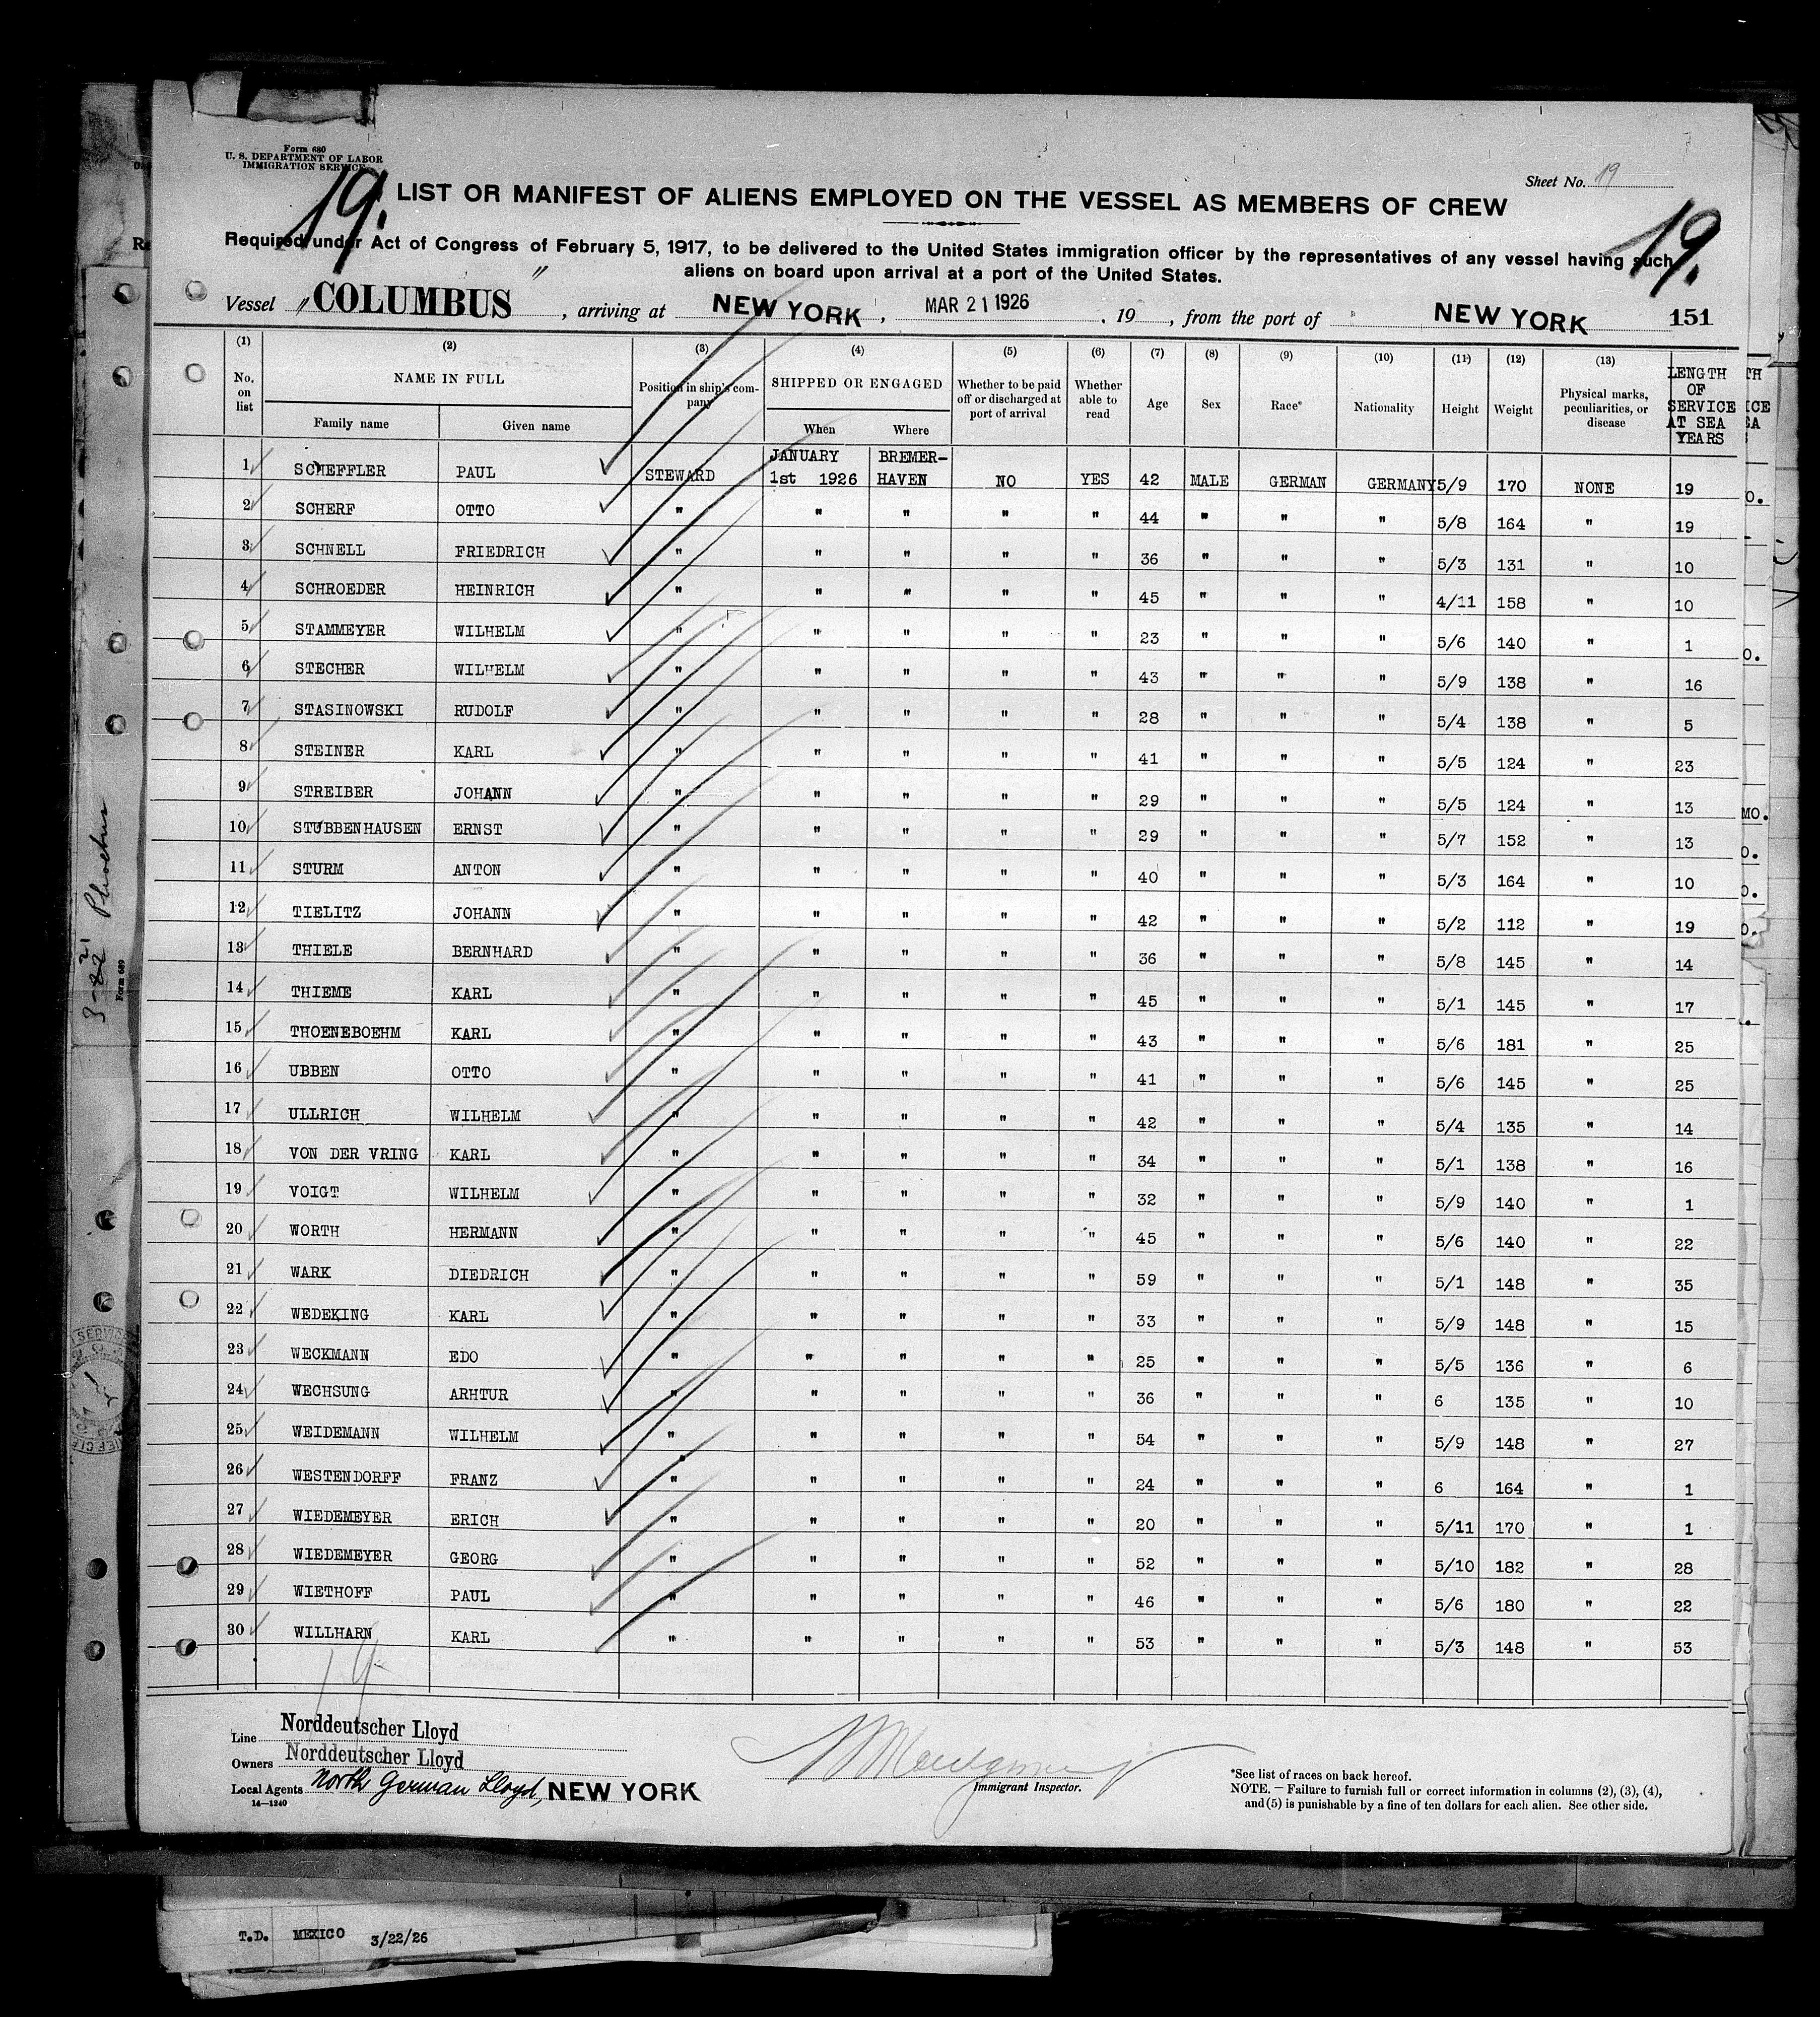 Form 680
U. S. DEPARTMENT OF LABOR
IMMIGRATION SERVICE
Sheet No. 19
19.
LIST OR MANIFEST OF ALIENS EMPLOYED ON THE VESSEL AS MEMBERS OF CREW
19.
Required under Act of Congress of February 5, 1917, to be delivered to the United States immigration officer by the representatives of any vessel having such
aliens on board upon arrival at a port of the United States.
Vessel "COLUMBUS", arriving at NEW YORK, MAR 21 1926, 19, from the port of NEW YORK 151
(1) (2) (3) (4) (5) (6) (7) (8) (9) (10) (11) (12) (13)
No. on list NAME IN FULL Family name Given name Position in ship's company SHIPPED OR ENGAGED When Where Whether to be paid off or discharged at port of arrival Whether able to read Age Sex Race* Nationality Height Weight Physical marks, peculiarities, or disease LENGTH OF SERVICE AT SEA YEARS
1 SCHEFFLER PAUL STEWARD JANUARY 1st 1926 BREMER-HAVEN NO YES 42 MALE GERMAN GERMANY 5/9 170 NONE 19
2 SCHERF OTTO " " " " " 44 " " " 5/8 164 " 19
3 SCHNELL FRIEDRICH " " " " " 36 " " " 5/3 131 " 10
4 SCHROEDER HEINRICH " " " " " 45 " " " 4/11 158 " 10
5 STAMMEYER WILHELM " " " " " 23 " " " 5/6 140 " 1
6 STECHER WILHELM " " " " " 43 " " " 5/9 138 " 16
7 STASINOWSKI RUDOLF " " " " " 28 " " " 5/4 138 " 5
8 STEINER KARL " " " " " 41 " " " 5/5 124 " 23
9 STREIBER JOHANN " " " " " 29 " " " 5/5 124 " 13
10 STUBBENHAUSEN ERNST " " " " " 29 " " " 5/7 152 " 13
11 STURM ANTON " " " " " 40 " " " 5/3 164 " 10
12 TIELITZ JOHANN " " " " " 42 " " " 5/2 112 " 19
13 THIELE BERNHARD " " " " " 36 " " " 5/8 145 " 14
14 THIEME KARL " " " " " 45 " " " 5/1 145 " 17
15 THOENEBOEHM KARL " " " " " 43 " " " 5/6 181 " 25
16 UBBEN OTTO " " " " " 41 " " " 5/6 145 " 25
17 ULLRICH WILHELM " " " " " 42 " " " 5/4 135 " 14
18 VON DER VRING KARL " " " " " 34 " " " 5/1 138 " 16
19 VOIGT WILHELM " " " " " 32 " " " 5/9 140 " 1
20 WORTH HERMANN " " " " " 45 " " " 5/6 140 " 22
21 WARK DIEDRICH " " " " " 59 " " " 5/1 148 " 35
22 WEDEKING KARL " " " " " 33 " " " 5/9 148 " 15
23 WECKMANN EDO " " " " " 25 " " " 5/5 136 " 6
24 WECHSUNG ARHTUR " " " " " 36 " " " 6 135 " 10
25 WEIDEMANN WILHELM " " " " " 54 " " " 5/9 148 " 27
26 WESTENDORFF FRANZ " " " " " 24 " " " 6 164 " 1
27 WIEDEMEYER ERICH " " " " " 20 " " " 5/11 170 " 1
28 WIEDEMEYER GEORG " " " " " 52 " " " 5/10 182 " 28
29 WIETHOFF PAUL " " " " " 46 " " " 5/6 180 " 22
30 WILLHARN KARL " " " " " 53 " " " 5/3 148 " 53
19
Line Norddeutscher Lloyd
Owners Norddeutscher Lloyd
Local Agents North German Lloyd, NEW YORK
14—1240
Montgomery
Immigrant Inspector.
*See list of races on back hereof.
NOTE. — Failure to furnish full or correct information in columns (2), (3), (4),
and (5) is punishable by a fine of ten dollars for each alien. See other side.
Form 689
T.D. MEXICO 3/22/26